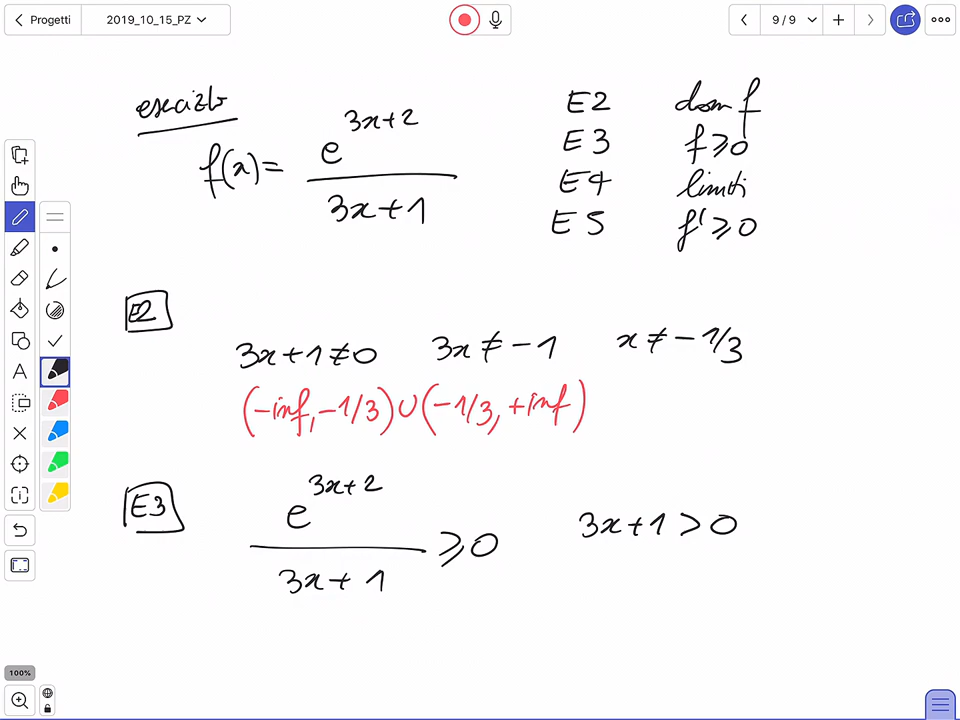 Progetti 2019_10_15_PZ 9/9
esercizio
f(x)= e^{3x+2} / 3x+1
E2 dom f
E3 f⩾0
E4 limiti
E5 f'⩾0
E2
3x+1≠0 3x≠-1 x≠-1/3
(-inf,-1/3)∪(-1/3,+inf)
E3 e^{3x+2} / 3x+1 ⩾0 3x+1>0
100%